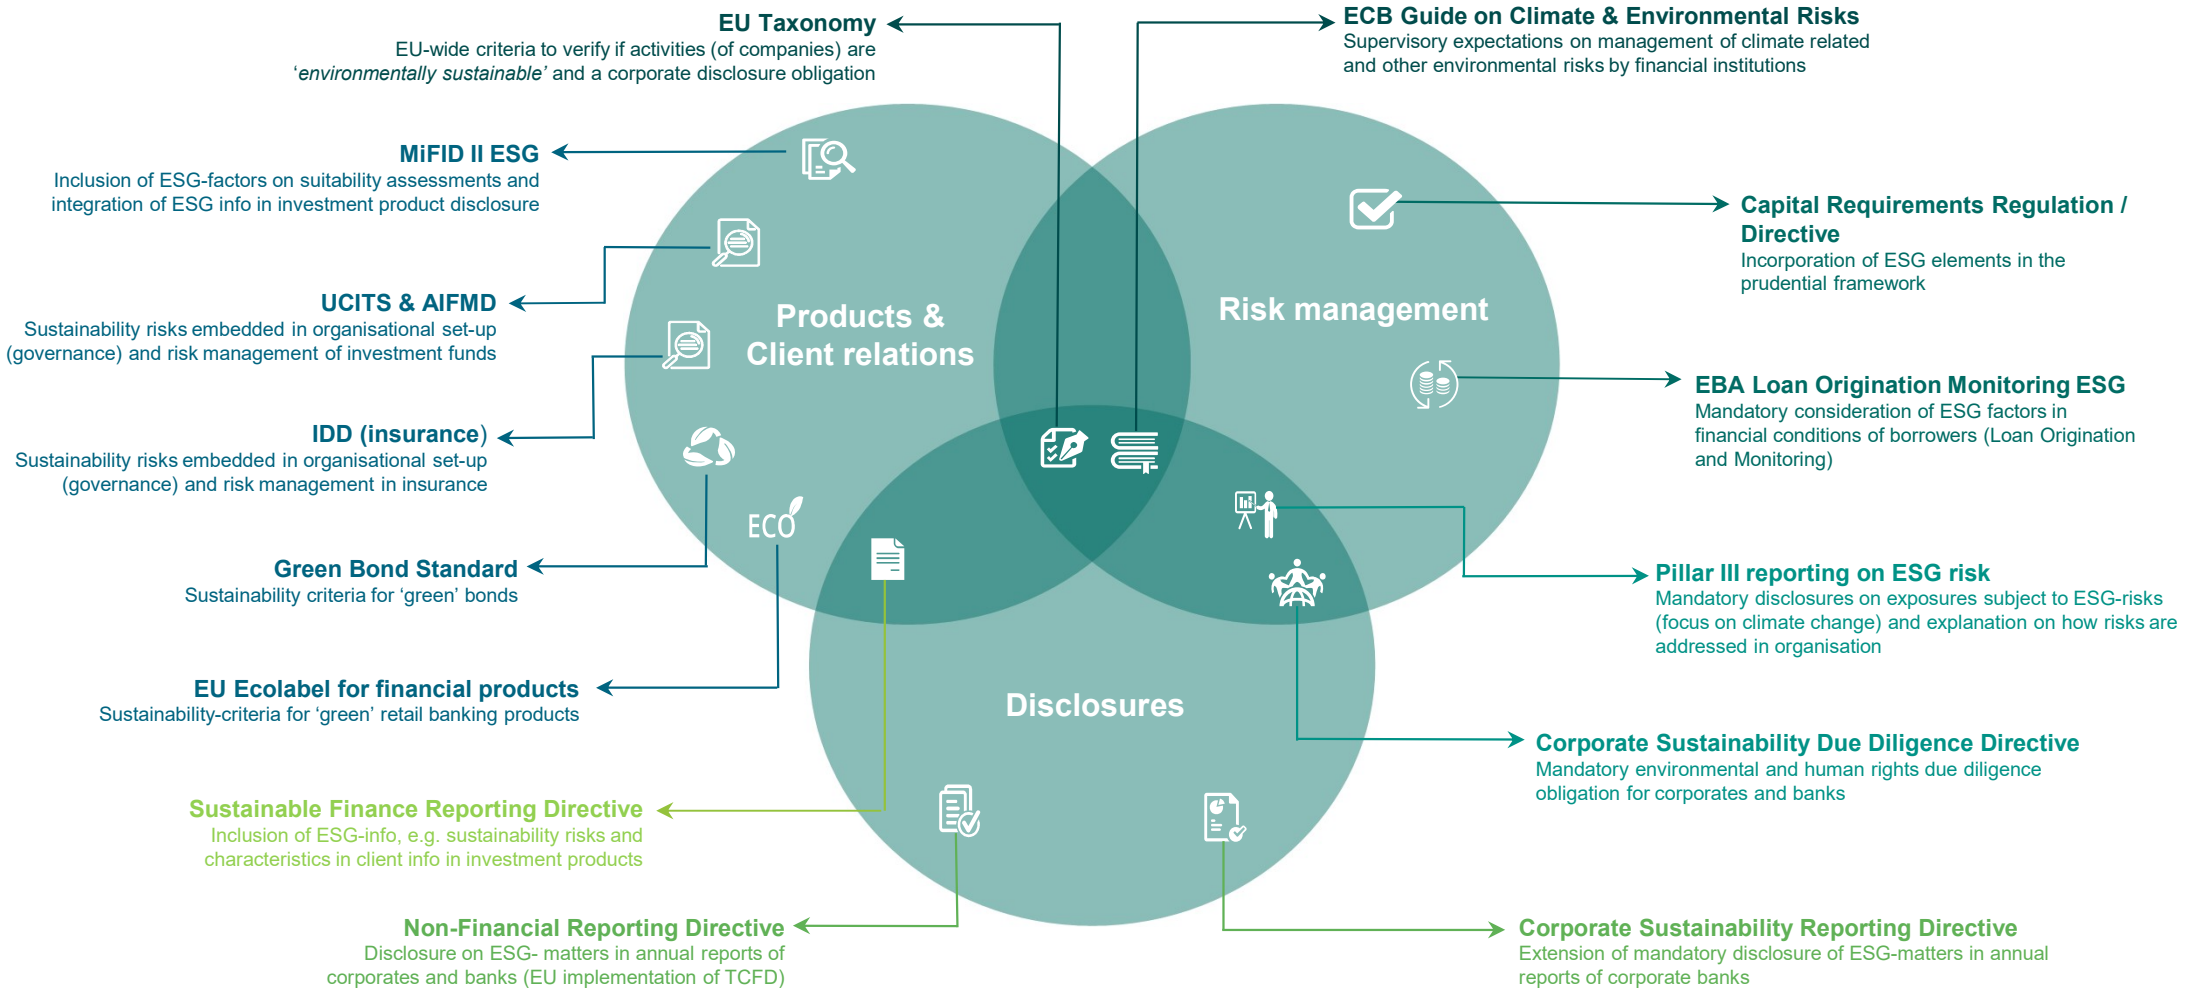 EU Taxonomy
EU-wide criteria to verify if activities (of companies) are
‘environmentally sustainable’ and a corporate disclosure obligation
ECB Guide on Climate & Environmental Risks
Supervisory expectations on management of climate related
and other environmental risks by financial institutions
MiFID II ESG
Inclusion of ESG-factors on suitability assessments and
integration of ESG info in investment product disclosure
UCITS & AIFMD
Sustainability risks embedded in organisational set-up
(governance) and risk management of investment funds
IDD (insurance)
Sustainability risks embedded in organisational set-up
(governance) and risk management in insurance
Green Bond Standard
Sustainability criteria for ‘green’ bonds
EU Ecolabel for financial products
Sustainability-criteria for ‘green’ retail banking products
Sustainable Finance Reporting Directive
Inclusion of ESG-info, e.g. sustainability risks and
characteristics in client info in investment products
Non-Financial Reporting Directive
Disclosure on ESG- matters in annual reports of
corporates and banks (EU implementation of TCFD)
Products &
Client relations
ECO
Risk management
Disclosures
Capital Requirements Regulation /
Directive
Incorporation of ESG elements in the
prudential framework
EBA Loan Origination Monitoring ESG
Mandatory consideration of ESG factors in
financial conditions of borrowers (Loan Origination
and Monitoring)
Pillar III reporting on ESG risk
Mandatory disclosures on exposures subject to ESG-risks
(focus on climate change) and explanation on how risks are
addressed in organisation
Corporate Sustainability Due Diligence Directive
Mandatory environmental and human rights due diligence
obligation for corporates and banks
Corporate Sustainability Reporting Directive
Extension of mandatory disclosure of ESG-matters in annual
reports of corporate banks